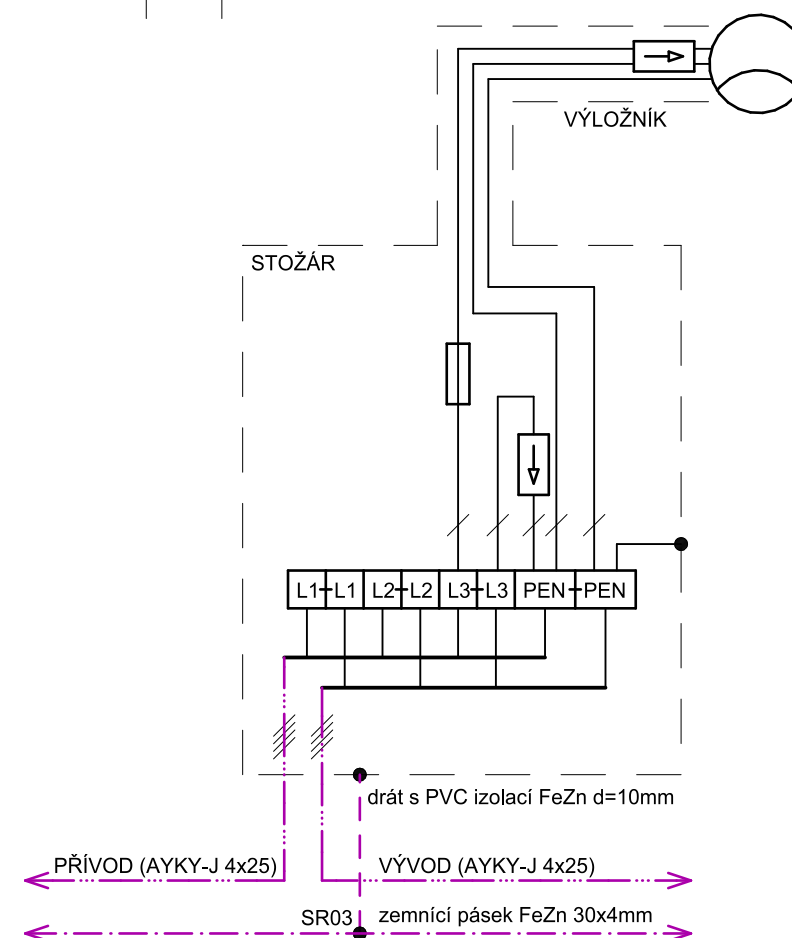 VÝLOŽNÍK
STOŽÁR
L1 L1 L2 L2 L3 L3 PEN PEN
drát s PVC izolací FeZn d=10mm
PŘÍVOD (AYKY-J 4x25) VÝVOD (AYKY-J 4x25)
SR03 zemnící pásek FeZn 30x4mm